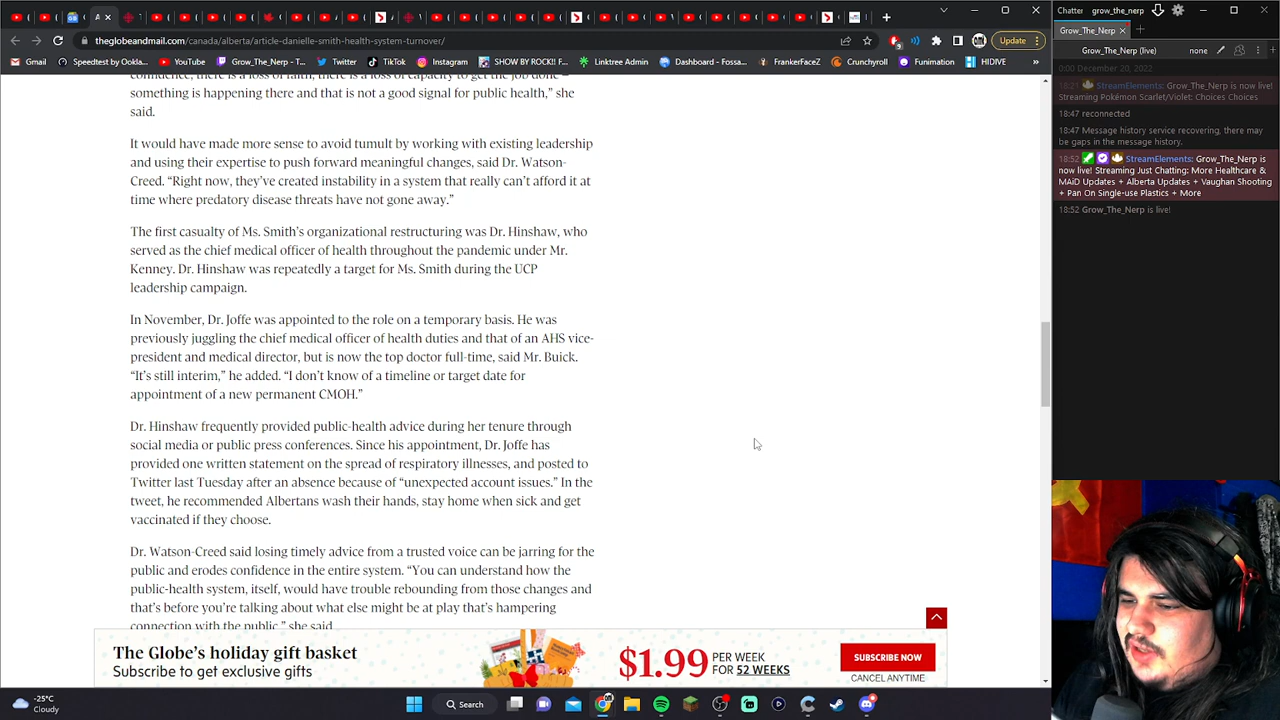 Update
theglobeandmail.com/canada/alberta/article-danielle-smith-health-system-turnover/
Gmail
Speedtest by Ookla...
YouTube
Grow_The_Nerp - T...
Twitter
TikTok
Instagram
SHOW BY ROCK!! F...
Linktree Admin
Dashboard - Fossa...
FrankerFaceZ
Crunchyroll
Funimation
HIDIVE
confidence, there is a loss of faith, there is a loss of capacity to get the job done –
something is happening there and that is not a good signal for public health,” she
said.
It would have made more sense to avoid tumult by working with existing leadership
and using their expertise to push forward meaningful changes, said Dr. Watson-
Creed. “Right now, they’ve created instability in a system that really can’t afford it at
time where predatory disease threats have not gone away.”
The first casualty of Ms. Smith’s organizational restructuring was Dr. Hinshaw, who
served as the chief medical officer of health throughout the pandemic under Mr.
Kenney. Dr. Hinshaw was repeatedly a target for Ms. Smith during the UCP
leadership campaign.
In November, Dr. Joffe was appointed to the role on a temporary basis. He was
previously juggling the chief medical officer of health duties and that of an AHS vice-
president and medical director, but is now the top doctor full-time, said Mr. Buick.
“It’s still interim,” he added. “I don’t know of a timeline or target date for
appointment of a new permanent CMOH.”
Dr. Hinshaw frequently provided public-health advice during her tenure through
social media or public press conferences. Since his appointment, Dr. Joffe has
provided one written statement on the spread of respiratory illnesses, and posted to
Twitter last Tuesday after an absence because of “unexpected account issues.” In the
tweet, he recommended Albertans wash their hands, stay home when sick and get
vaccinated if they choose.
Dr. Watson-Creed said losing timely advice from a trusted voice can be jarring for the
public and erodes confidence in the entire system. “You can understand how the
public-health system, itself, would have trouble rebounding from those changes and
that’s before you’re talking about what else might be at play that’s hampering
connection with the public,” she said.
The Globe’s holiday gift basket
Subscribe to get exclusive gifts
$1.99 PER WEEK
FOR 52 WEEKS
SUBSCRIBE NOW
CANCEL ANYTIME
-25°C
Cloudy
Search
Chatter
grow_the_nerp
Grow_The_Nerp
Grow_The_Nerp (live)
none
0:00 December 20, 2022
18:21 StreamElements: Grow_The_Nerp is now live!
Streaming Pokémon Scarlet/Violet: Choices Choices
18:47 reconnected
18:47 Message history service recovering, there may
be gaps in the message history.
18:52 StreamElements: Grow_The_Nerp is
now live! Streaming Just Chatting: More Healthcare &
MAiD Updates + Alberta Updates + Vaughan Shooting
+ Pan On Single-use Plastics + More
18:52 Grow_The_Nerp is live!